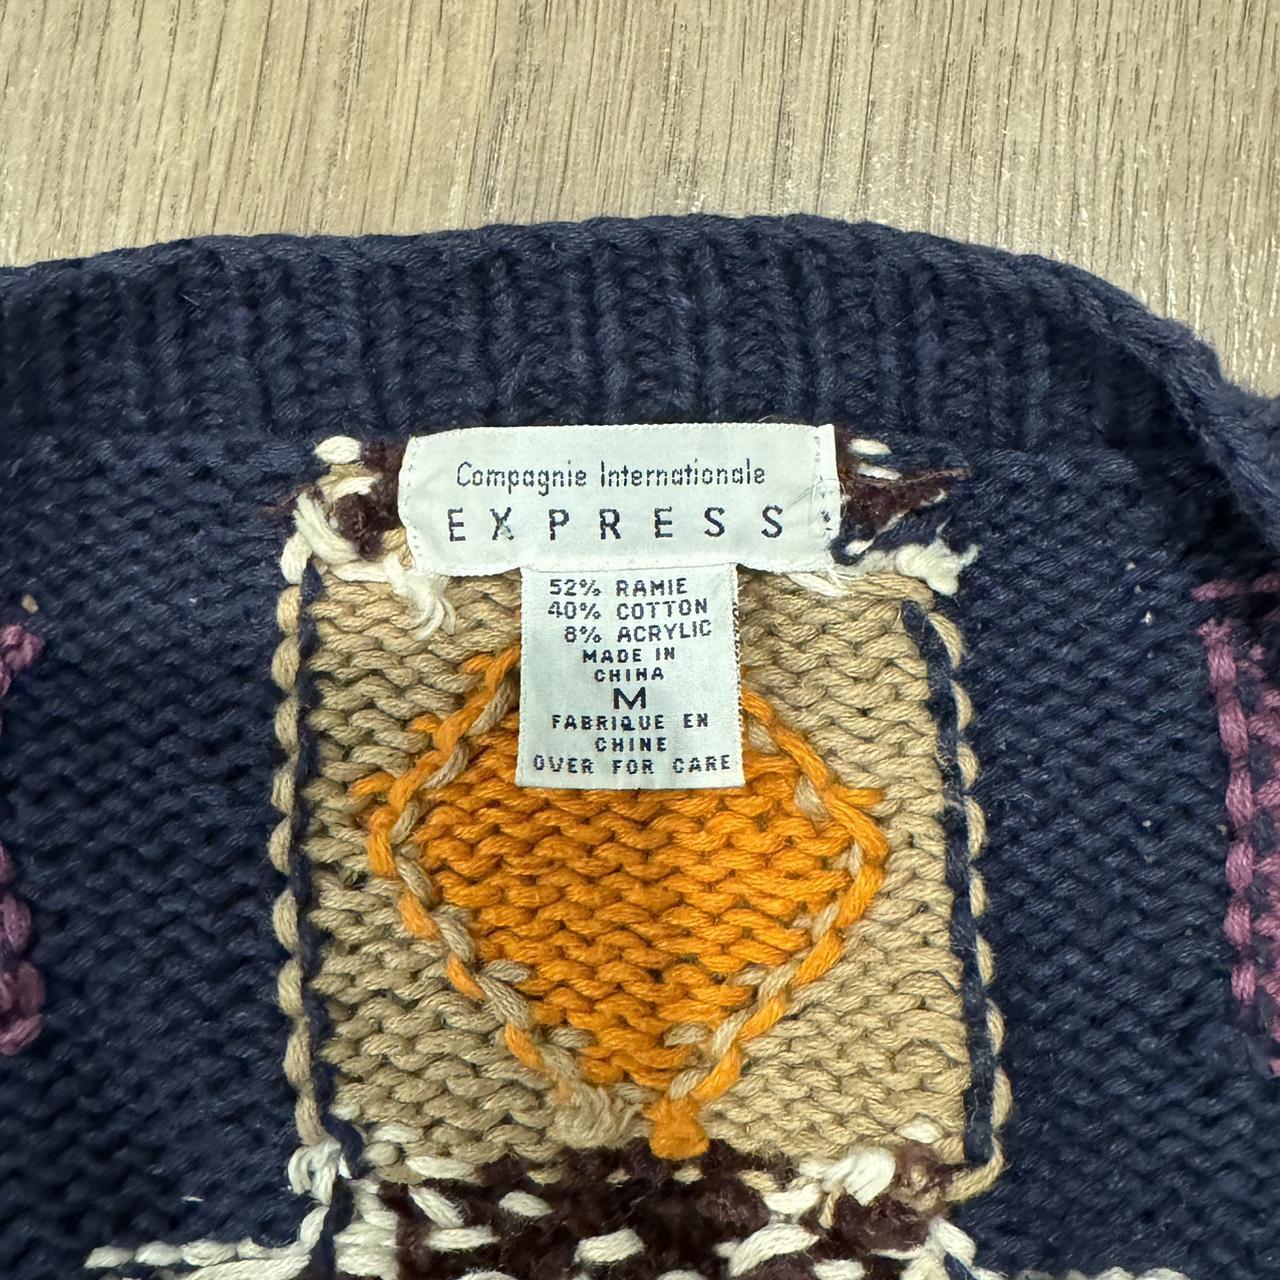 Compagnie Internationale
EXPRESS
52% RAMIE
40% COTTON
8% ACRYLIC
MADE IN
CHINA
M
FABRIQUE EN
CHINE
OVER FOR CARE